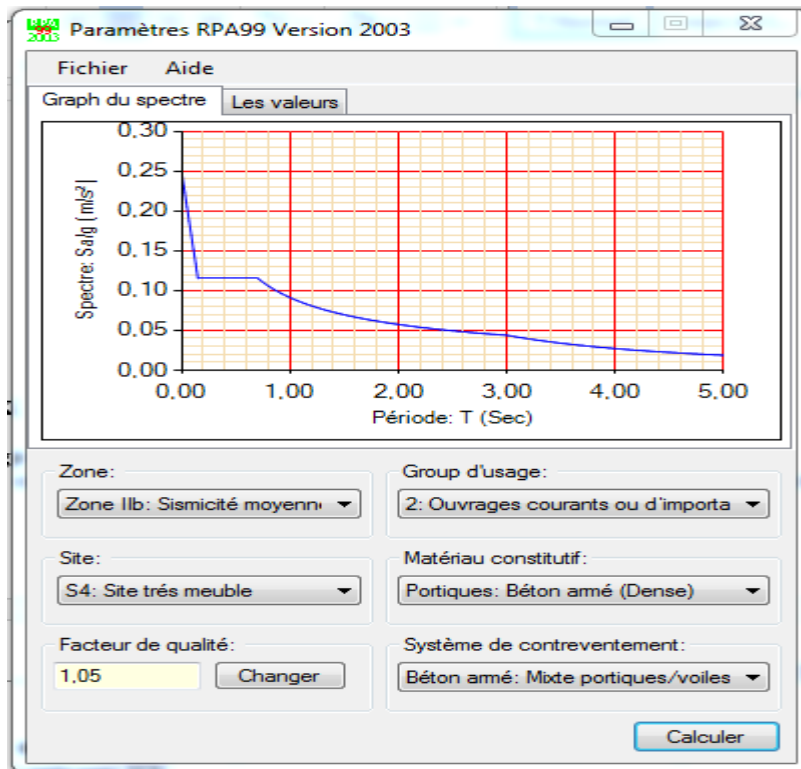 RPA 99 2003
Paramètres RPA99 Version 2003
Fichier Aide
Graph du spectre Les valeurs
0,30
0,25
0,20
0,15
0,10
0,05
0,00
Spectre: Sa/g (m/s²)
0,00 1,00 2,00 3,00 4,00 5,00
Période: T (Sec)
Zone: Group d'usage:
Zone IIb: Sismicité moyenn 2: Ouvrages courants ou d'importa
Site: Matériau constitutif:
S4: Site trés meuble Portiques: Béton armé (Dense)
Facteur de qualité: Système de contreventement:
1,05 Changer Béton armé: Mixte portiques/voiles
Calculer